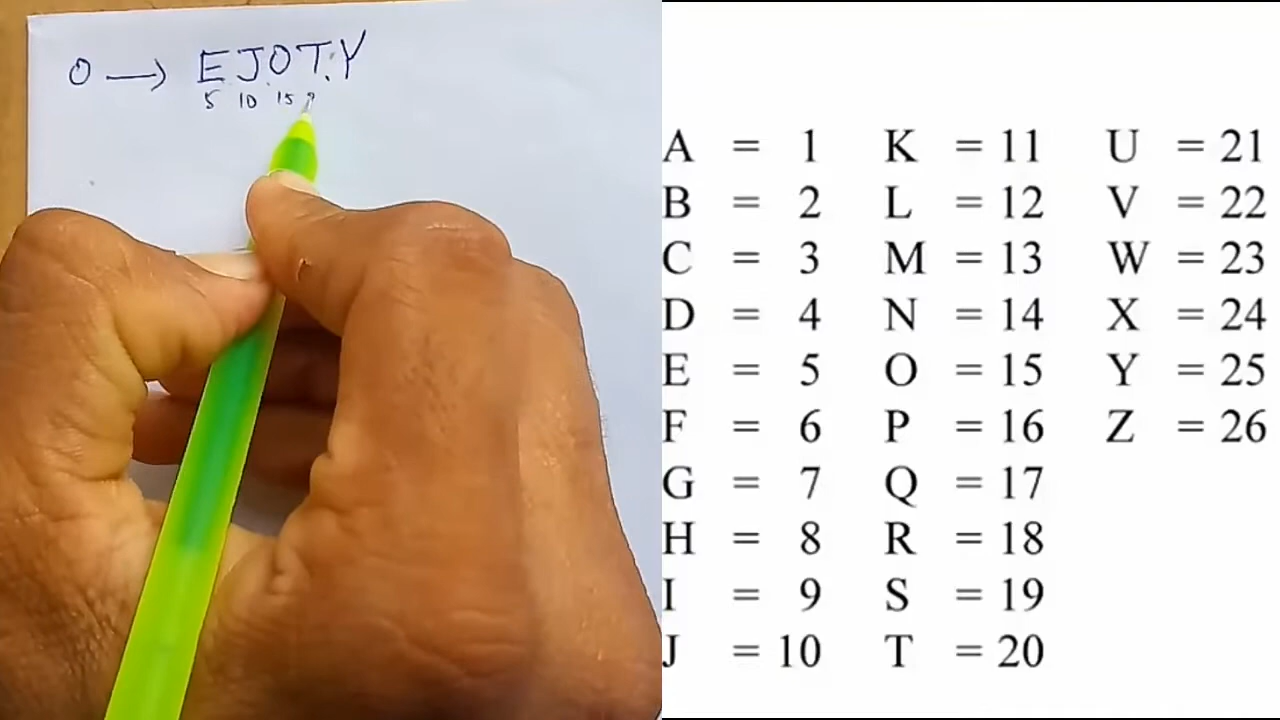 O → EJOTY
5 10 15
A = 1 K = 11 U = 21
B = 2 L = 12 V = 22
C = 3 M = 13 W = 23
D = 4 N = 14 X = 24
E = 5 O = 15 Y = 25
F = 6 P = 16 Z = 26
G = 7 Q = 17
H = 8 R = 18
I = 9 S = 19
J = 10 T = 20